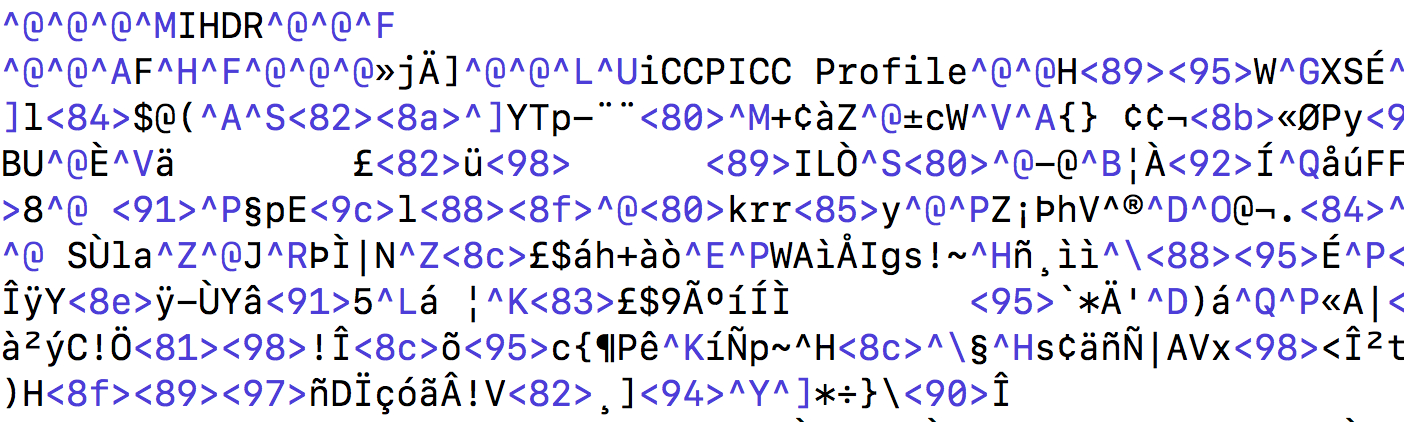 ^@^@^@^MIHDR^@^@^@^F
^@^@^@^AF^H^F^@^@^@»jÄ]^@^@^L^UiCCPICC Profile^@^@H<89><95>W^GXSÉ^
]l<84>$@(^A^S<82><8a>^]YTp−¨¨<80>^M+¢àZ^@±cW^V^A{} ¢¢¬<8b>«ØPy<9
BU^@È^Vä £<82>ü<98> <89>ILÒ^S<80>^@−@^B¦À<92>Í^QåúFF
>8^@ <91>^P§pE<9c>l<88><8f>^@<80>krr<85>y^@^PZ¡ÞhV^®^D^O@¬.<84>^
^@ SÙla^Z^@J^RÞÌ|N^Z<8c>£$áh+àò^E^PWAìÅIgs!~^Hñ¸ìì^\<88><95>É^P<
ÎÿY<8e>ÿ−ÙYâ<91>5^Lá ¦^K<83>£$9ÃºíÍÌ <95>`*Ä'^D)á^Q^P«A|<
à²ýC!Ö<81><98>!Î<8c>õ<95>c{¶Pê^KíÑp~^H<8c>^\§^Hs¢äñÑ|AVx<98><Î²t
)H<8f><89><97>ñDÏçóãÂ!V<82>¸]<94>^Y^]*÷}\<90>Î